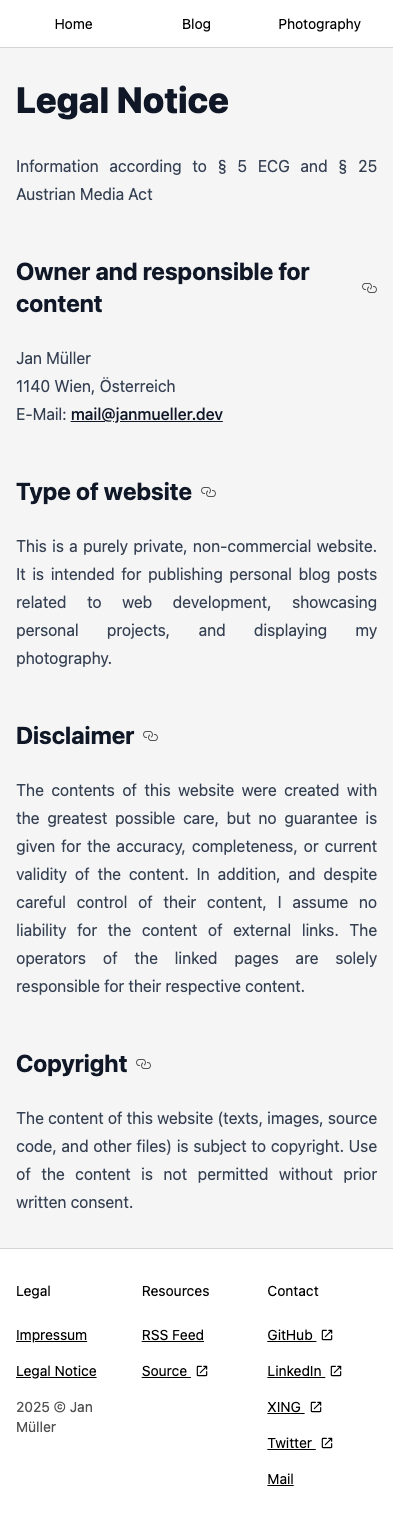 Home Blog Photography
Legal Notice
Information according to § 5 ECG and § 25
Austrian Media Act
Owner and responsible for
content
Jan Müller
1140 Wien, Österreich
E-Mail: mail@janmueller.dev
Type of website
This is a purely private, non-commercial website.
It is intended for publishing personal blog posts
related to web development, showcasing
personal projects, and displaying my
photography.
Disclaimer
The contents of this website were created with
the greatest possible care, but no guarantee is
given for the accuracy, completeness, or current
validity of the content. In addition, and despite
careful control of their content, I assume no
liability for the content of external links. The
operators of the linked pages are solely
responsible for their respective content.
Copyright
The content of this website (texts, images, source
code, and other files) is subject to copyright. Use
of the content is not permitted without prior
written consent.
Legal
Impressum
Legal Notice
2025 © Jan
Müller
Resources
RSS Feed
Source
Contact
GitHub
LinkedIn
XING
Twitter
Mail